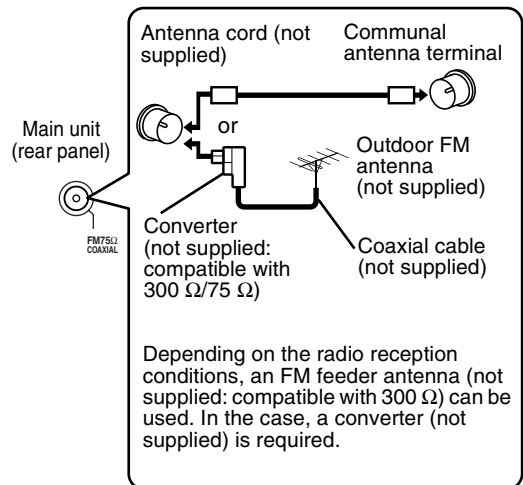 Antenna cord (not
supplied)
Communal
antenna terminal
Main unit
(rear panel)
or
Outdoor FM
antenna
(not supplied)
FM75Ω
COAXIAL
Converter
(not supplied:
compatible with
300 Ω/75 Ω)
Coaxial cable
(not supplied)
Depending on the radio reception
conditions, an FM feeder antenna (not
supplied: compatible with 300 Ω) can be
used. In the case, a converter (not
supplied) is required.